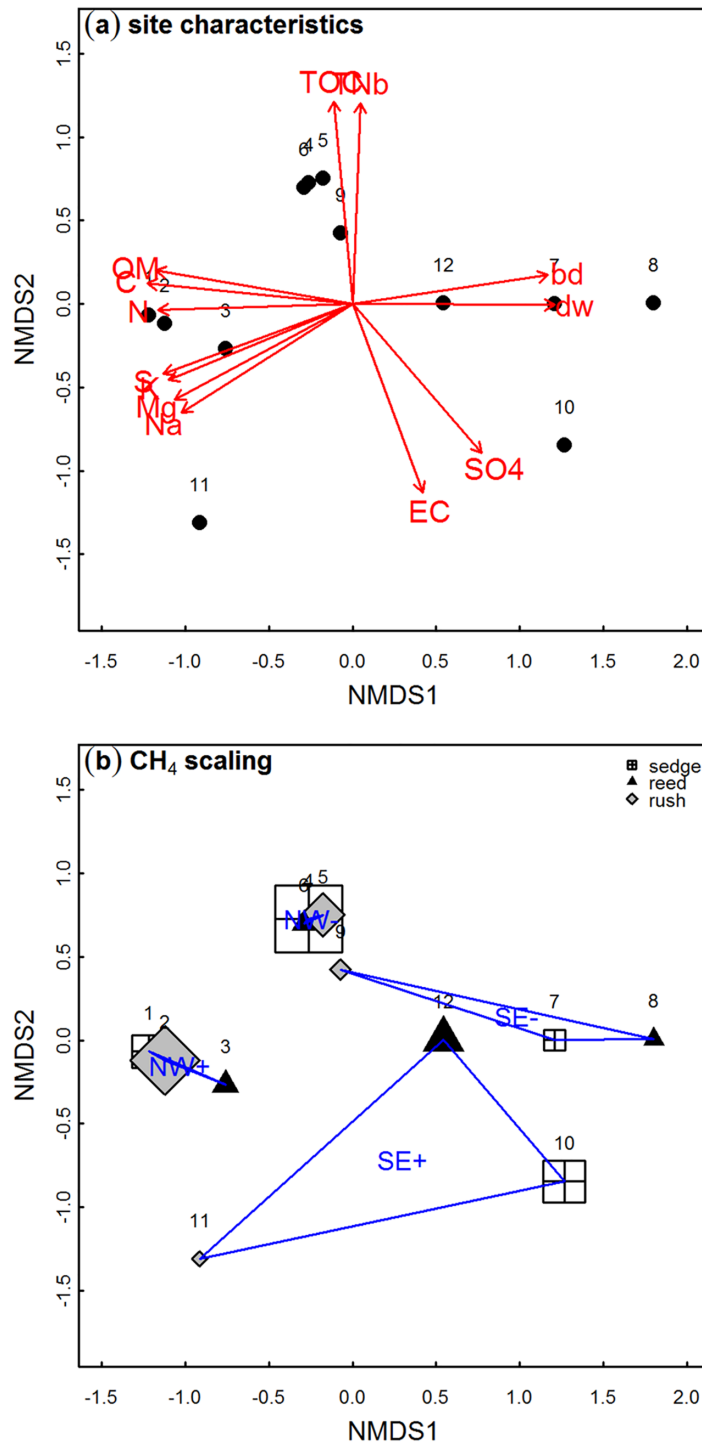 (a) site characteristics
TOC TNb
5
4
6
9
OM
C
1
2
N
3
12
7
8
bd
dw
S
K
Mg
Na
10
SO4
11
EC
NMDS2
1.5
1.0
0.5
0.0
-0.5
-1.0
-1.5
-1.5 -1.0 -0.5 0.0 0.5 1.0 1.5 2.0
NMDS1
(b) CH₄ scaling
sedge
reed
rush
5
4
6
NW-
9
12
7
8
SE-
1
2
3
NW+
10
SE+
11
NMDS2
1.5
1.0
0.5
0.0
-0.5
-1.0
-1.5
-1.5 -1.0 -0.5 0.0 0.5 1.0 1.5 2.0
NMDS1